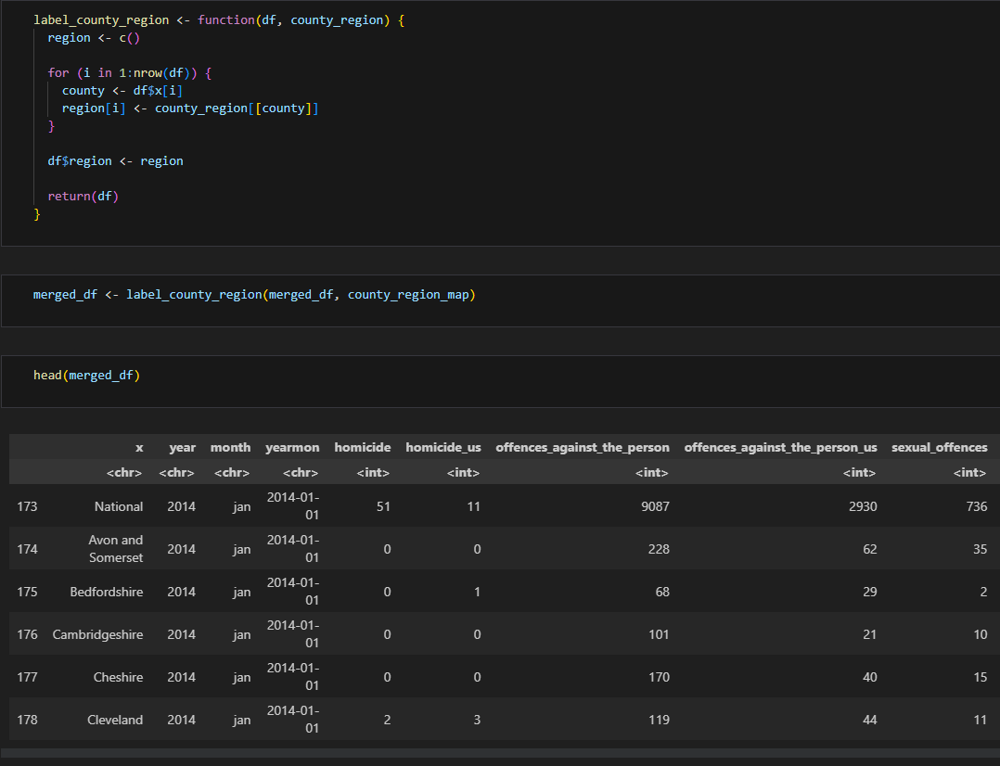 label_county_region <- function(df, county_region) {
  region <- c()
  for (i in 1:nrow(df)) {
    county <- df$x[i]
    region[i] <- county_region[[county]]
  }
  df$region <- region
  return(df)
}
merged_df <- label_county_region(merged_df, county_region_map)
head(merged_df)
x year month yearmon homicide homicide_us offences_against_the_person offences_against_the_person_us sexual_offences
<chr> <chr> <chr> <chr> <int> <int> <int> <int> <int>
173 National 2014 jan 2014-01-
01 51 11 9087 2930 736
174 Avon and
Somerset 2014 jan 2014-01-
01 0 0 228 62 35
175 Bedfordshire 2014 jan 2014-01-
01 0 1 68 29 2
176 Cambridgeshire 2014 jan 2014-01-
01 0 0 101 21 10
177 Cheshire 2014 jan 2014-01-
01 0 0 170 40 15
178 Cleveland 2014 jan 2014-01-
01 2 3 119 44 11